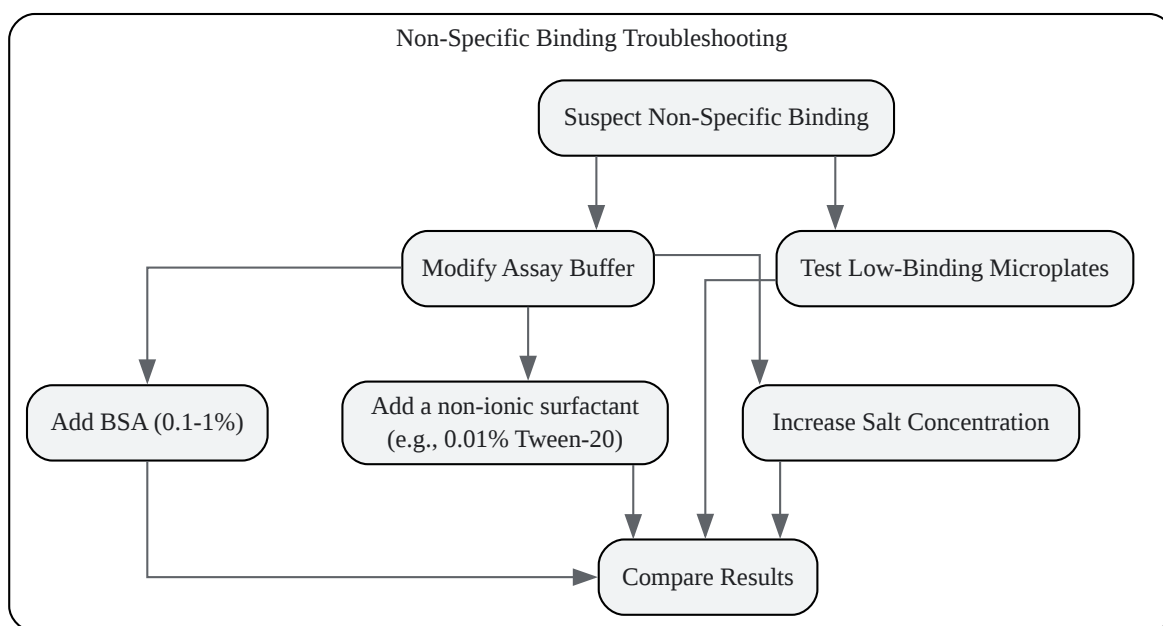 Non-Specific Binding Troubleshooting
Suspect Non-Specific Binding
Modify Assay Buffer
Test Low-Binding Microplates
Add BSA (0.1-1%)
Add a non-ionic surfactant
(e.g., 0.01% Tween-20)
Increase Salt Concentration
Compare Results